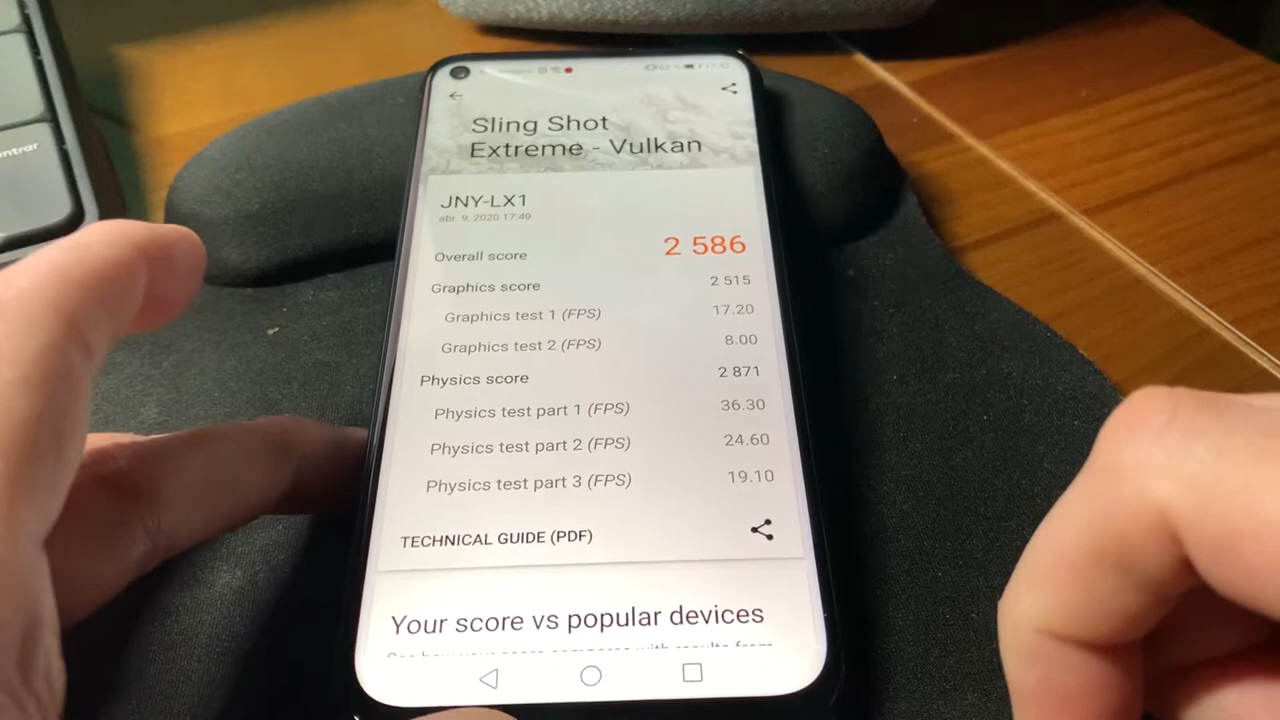 ntrar
Sling Shot
Extreme - Vulkan
JNY-LX1
abr. 9, 2020 17:49
Overall score 2 586
Graphics score 2 515
Graphics test 1 (FPS) 17.20
Graphics test 2 (FPS) 8.00
Physics score 2 871
Physics test part 1 (FPS) 36.30
Physics test part 2 (FPS) 24.60
Physics test part 3 (FPS) 19.10
TECHNICAL GUIDE (PDF)
Your score vs popular devices